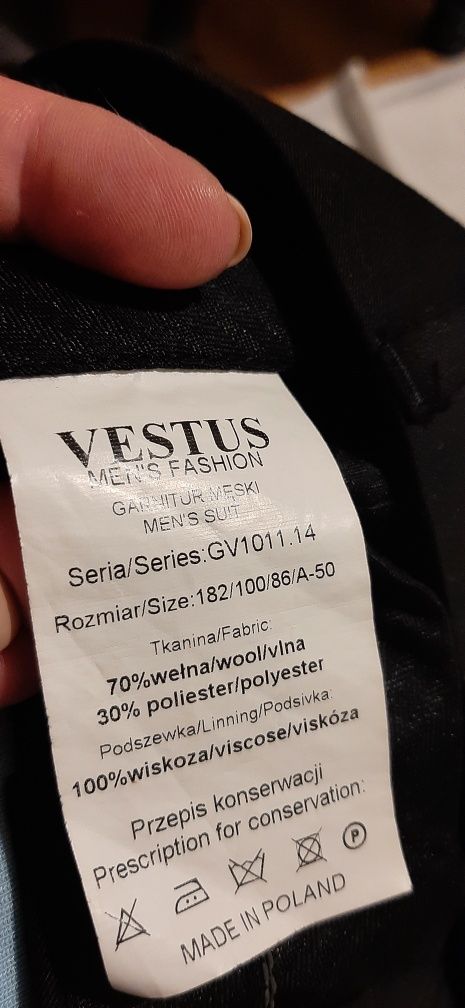 VESTUS
MEN'S FASHION
GARNITUR MĘSKI
MEN'S SUIT
Seria/Series:GV1011.14
Rozmiar/Size:182/100/86/A-50
Tkanina/Fabric:
70%wełna/wool/vlna
30% poliester/polyester
Podszewka/Linning/Podsivka:
100%wiskoza/viscose/viskóza
Przepis konserwacji
Prescription for conservation:
P
MADE IN POLAND